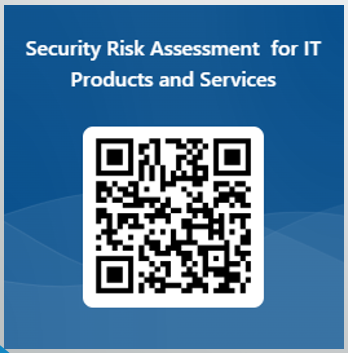 Security Risk Assessment for IT
Products and Services